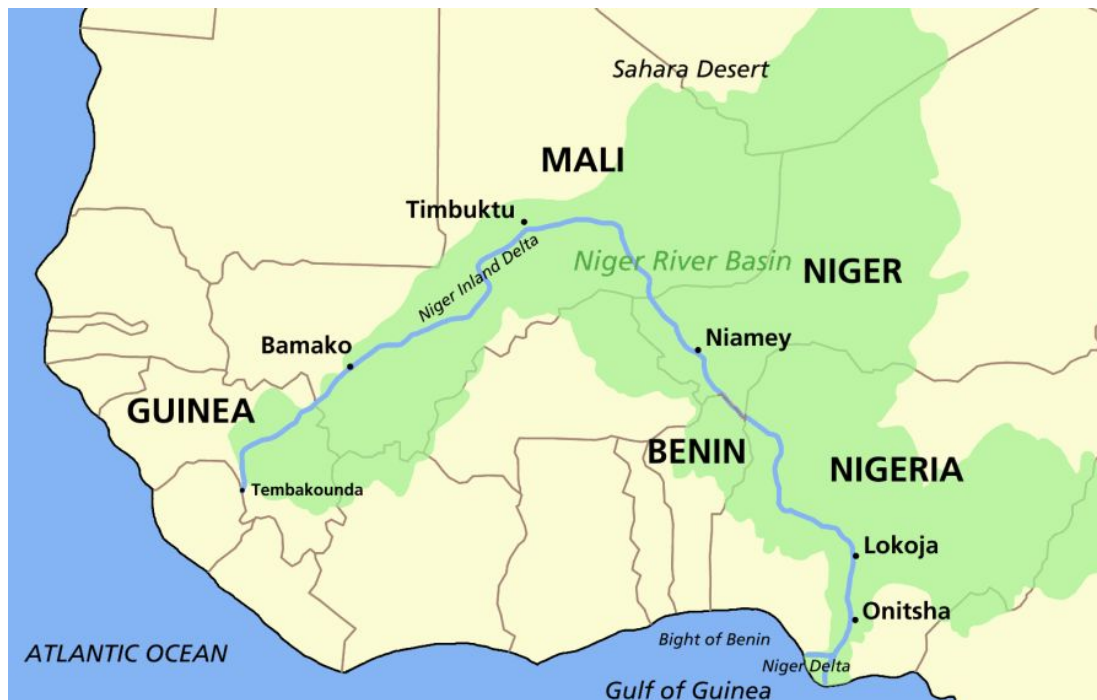 Sahara Desert
MALI
Timbuktu
Niger Inland Delta
Niger River Basin
NIGER
Niamey
Bamako
GUINEA
BENIN
NIGERIA
Tembakounda
Lokoja
Onitsha
Bight of Benin
ATLANTIC OCEAN
Niger Delta
Gulf of Guinea